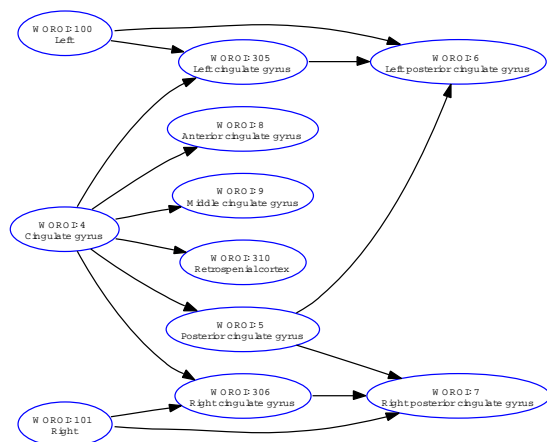 WOROI:100
Left
WOROI:305
Left cingulate gyrus
WOROI:6
Left posterior cingulate gyrus
WOROI:8
Anterior cingulate gyrus
WOROI:9
Middle cingulate gyrus
WOROI:4
Cingulate gyrus
WOROI:310
Retrospenial cortex
WOROI:5
Posterior cingulate gyrus
WOROI:306
Right cingulate gyrus
WOROI:7
Right posterior cingulate gyrus
WOROI:101
Right